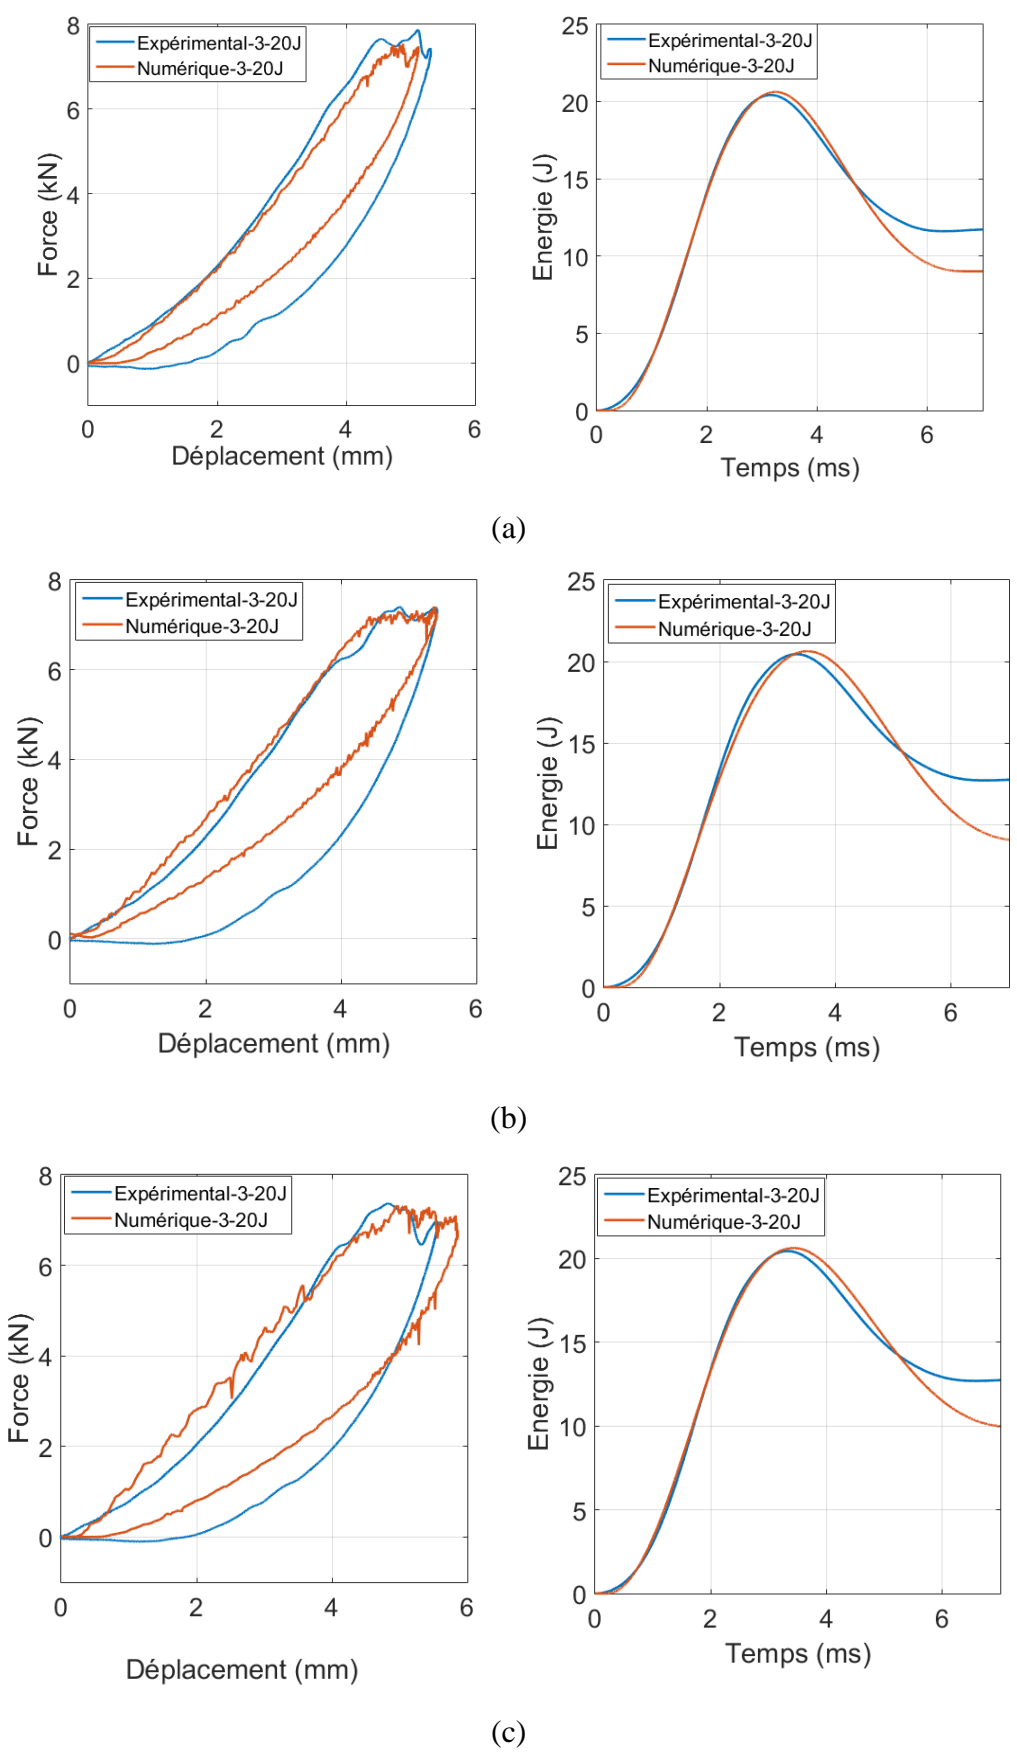 8
6
4
2
0
0
2
4
6
Force (kN)
Déplacement (mm)
Expérimental-3-20J
Numérique-3-20J
25
20
15
10
5
0
0
2
4
6
Energie (J)
Temps (ms)
Expérimental-3-20J
Numérique-3-20J
(a)
8
6
4
2
0
0
2
4
6
Force (kN)
Déplacement (mm)
Expérimental-3-20J
Numérique-3-20J
25
20
15
10
5
0
0
2
4
6
Energie (J)
Temps (ms)
Expérimental-3-20J
Numérique-3-20J
(b)
8
6
4
2
0
0
2
4
6
Force (kN)
Déplacement (mm)
Expérimental-3-20J
Numérique-3-20J
25
20
15
10
5
0
0
2
4
6
Energie (J)
Temps (ms)
Expérimental-3-20J
Numérique-3-20J
(c)